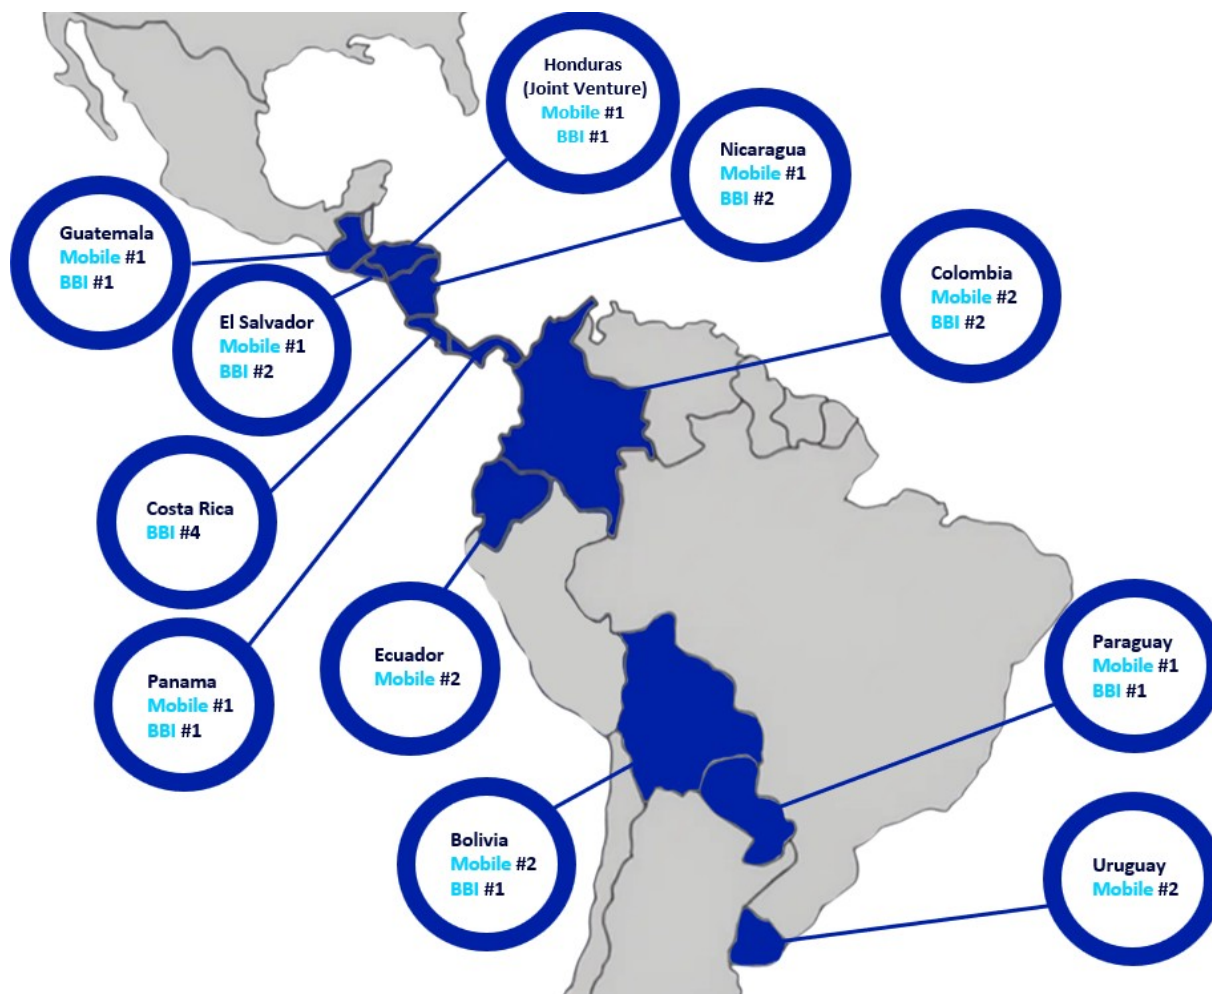 Honduras
(Joint Venture)
Mobile #1
BBI #1
Nicaragua
Mobile #1
BBI #2
Guatemala
Mobile #1
BBI #1
Colombia
Mobile #2
BBI #2
El Salvador
Mobile #1
BBI #2
Costa Rica
BBI #4
Ecuador
Mobile #2
Panama
Mobile #1
BBI #1
Paraguay
Mobile #1
BBI #1
Bolivia
Mobile #2
BBI #1
Uruguay
Mobile #2